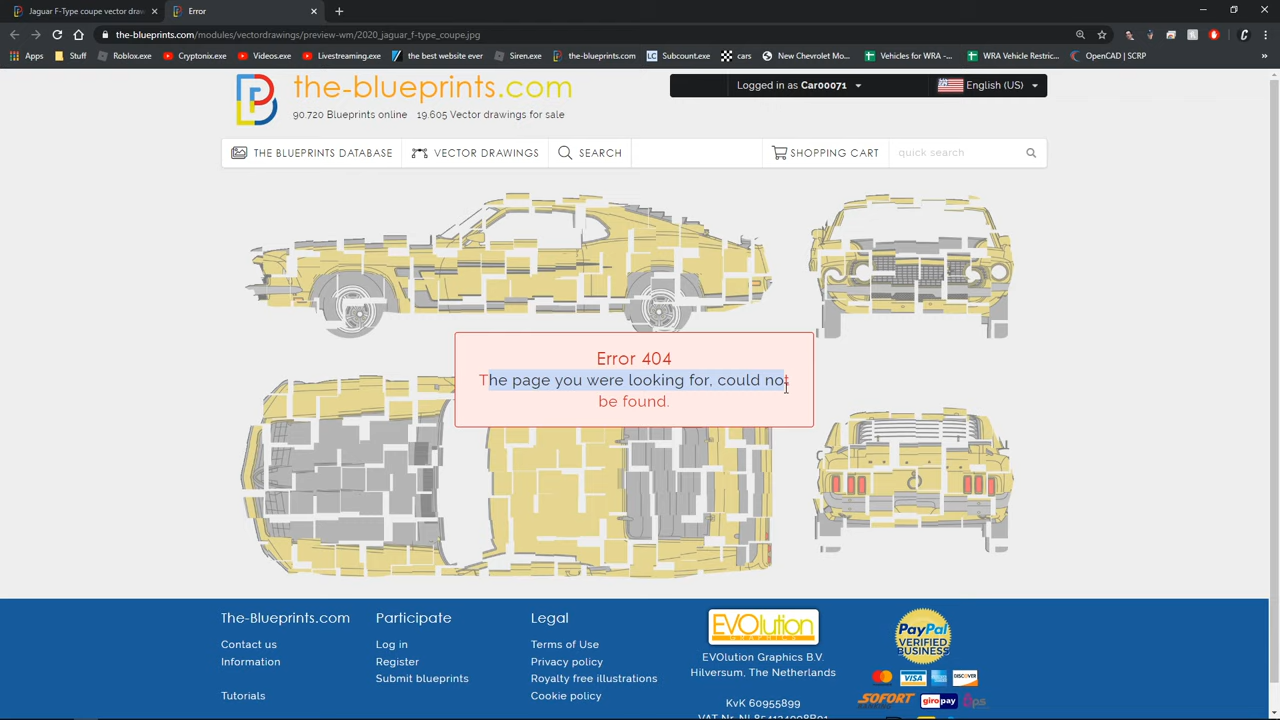 Jaguar F-Type coupe vector draw
Error
the-blueprints.com/modules/vectordrawings/preview-wm/2020_jaguar_f-type_coupe.jpg
Apps
Stuff
Roblox.exe
Cryptonix.exe
Videos.exe
Livestreaming.exe
the best website ever
Siren.exe
the-blueprints.com
Subcount.exe
cars
New Chevrolet Mo...
Vehicles for WRA -...
WRA Vehicle Restric...
OpenCAD | SCRP
the-blueprints.com
90.720 Blueprints online 19.605 Vector drawings for sale
Logged in as Car00071
English (US)
THE BLUEPRINTS DATABASE
VECTOR DRAWINGS
SEARCH
SHOPPING CART
quick search
Error 404
The page you were looking for, could not
be found.
The-Blueprints.com
Contact us
Information
Tutorials
Participate
Log in
Register
Submit blueprints
Legal
Terms of Use
Privacy policy
Royalty free illustrations
Cookie policy
EVOlution
GRAPHICS
EVOlution Graphics B.V.
Hilversum, The Netherlands
KvK 60955899
PayPal
VERIFIED
BUSINESS
VISA
DISCOVER
SOFORT
giropay